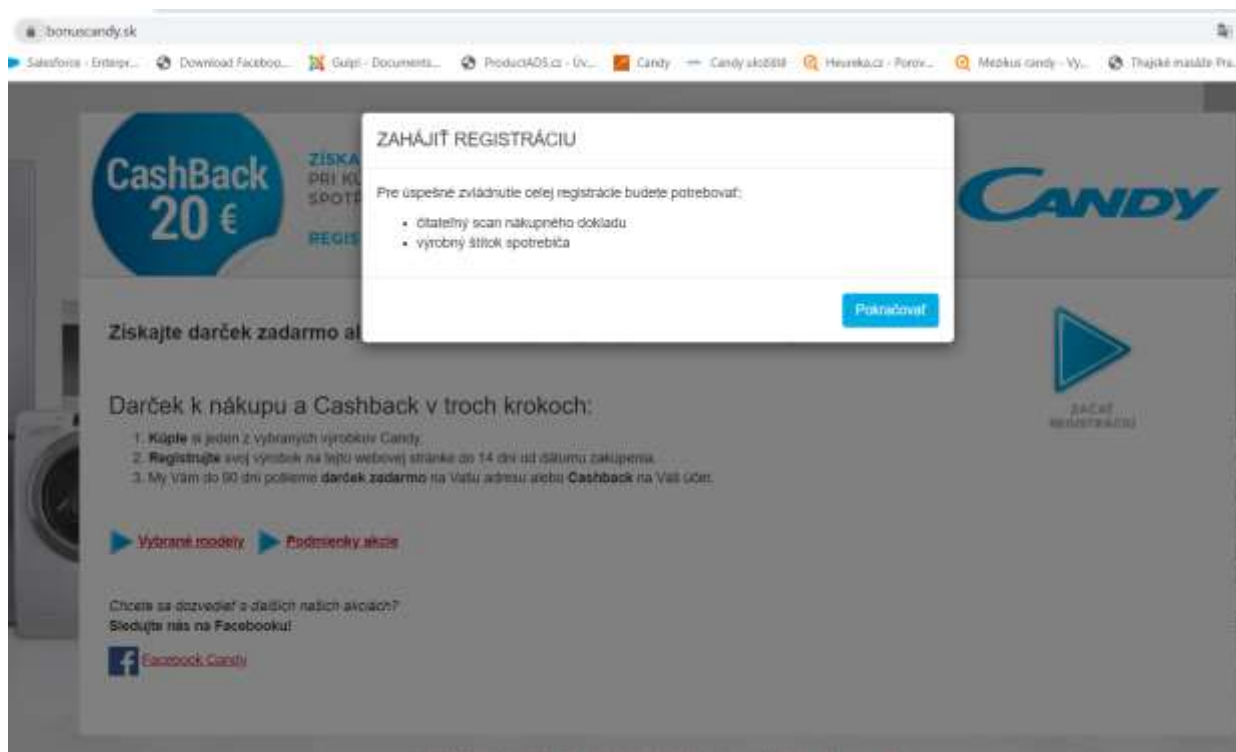 bonuscandy.sk
Salesforce - Enterpr... Download Faceboo... - Documents... ProductADS.cz - Úv... Candy Candy uložiště Heureka.cz - Porov... candy - Vy... Thajské masáže Pra...
ZAHÁJIŤ REGISTRÁCIU
Pre úspešné zvládnutie celej registrácie budete potrebovať:
čitateľný scan nákupného dokladu
výrobný štítok spotrebiča
Pokračovať
CashBack
20 €
ZÍSKA
PRI KÚ
SPOTR
REGIS
CANDY
Získajte darček zadarmo al
Darček k nákupu a Cashback v troch krokoch:
1. Kúpte si jeden z vybraných výrobkov Candy.
2. Registrujte svoj výrobok na tejto webovej stránke do 14 dní od dátumu zakúpenia.
3. My Vám do 90 dní pošleme darček zadarmo na Vašu adresu alebo Cashback na Váš účet.
ZAČAŤ
REGISTRÁCIU
Vybrané modely Podmienky akcie
Chcete sa dozvedieť o ďalších našich akciách?
Sledujte nás na Facebooku!
Facebook Candy